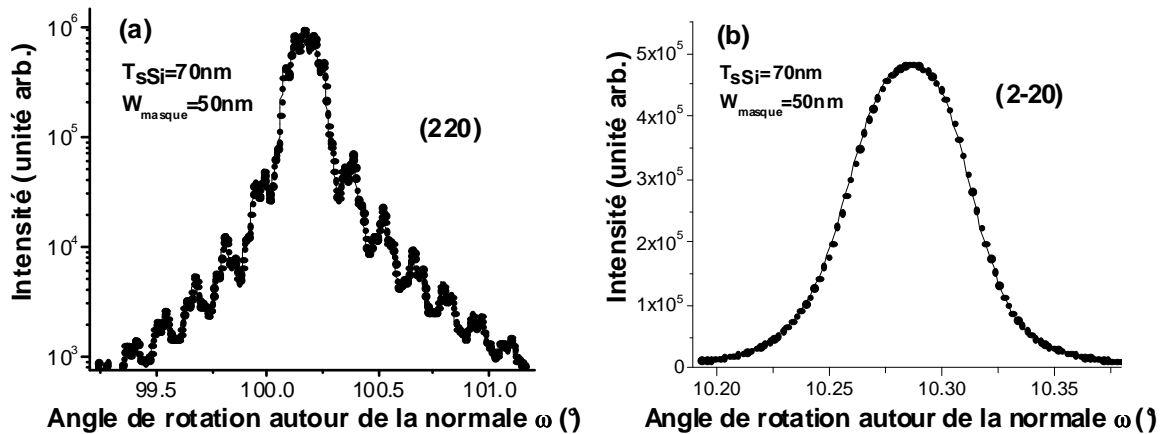 (a)
T_sSi=70nm
W_masque=50nm
(220)
10^6
10^5
10^4
10^3
99.5 100.0 100.5 101.0
Intensité (unité arb.)
Angle de rotation autour de la normale ω (°)
(b)
T_sSi=70nm
W_masque=50nm
(2-20)
5x10^5
4x10^5
3x10^5
2x10^5
1x10^5
0
10.20 10.25 10.30 10.35
Intensité (unité arb.)
Angle de rotation autour de la normale ω (°)